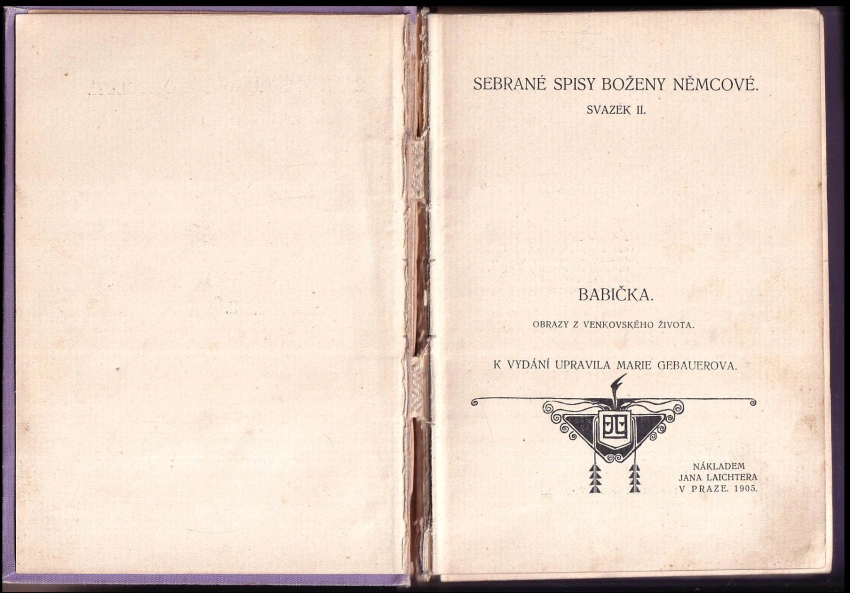 SEBRANÉ SPISY BOŽENY NĚMCOVÉ.
SVAZEK II.
BABIČKA.
OBRAZY Z VENKOVSKÉHO ŽIVOTA.
K VYDÁNÍ UPRAVILA MARIE GEBAUEROVA.
NÁKLADEM
JANA LAICHTERA
V PRAZE. 1905.